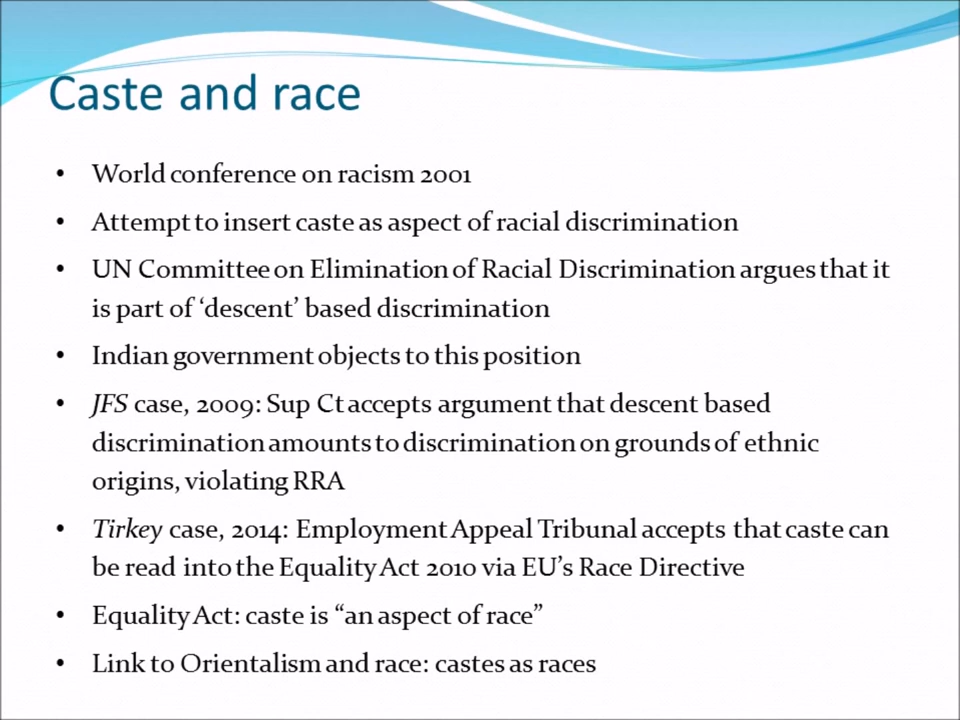 Caste and race
• World conference on racism 2001
• Attempt to insert caste as aspect of racial discrimination
• UN Committee on Elimination of Racial Discrimination argues that it
is part of ‘descent’ based discrimination
• Indian government objects to this position
• JFS case, 2009: Sup Ct accepts argument that descent based
discrimination amounts to discrimination on grounds of ethnic
origins, violating RRA
• Tirkey case, 2014: Employment Appeal Tribunal accepts that caste can
be read into the Equality Act 2010 via EU’s Race Directive
• Equality Act: caste is “an aspect of race”
• Link to Orientalism and race: castes as races